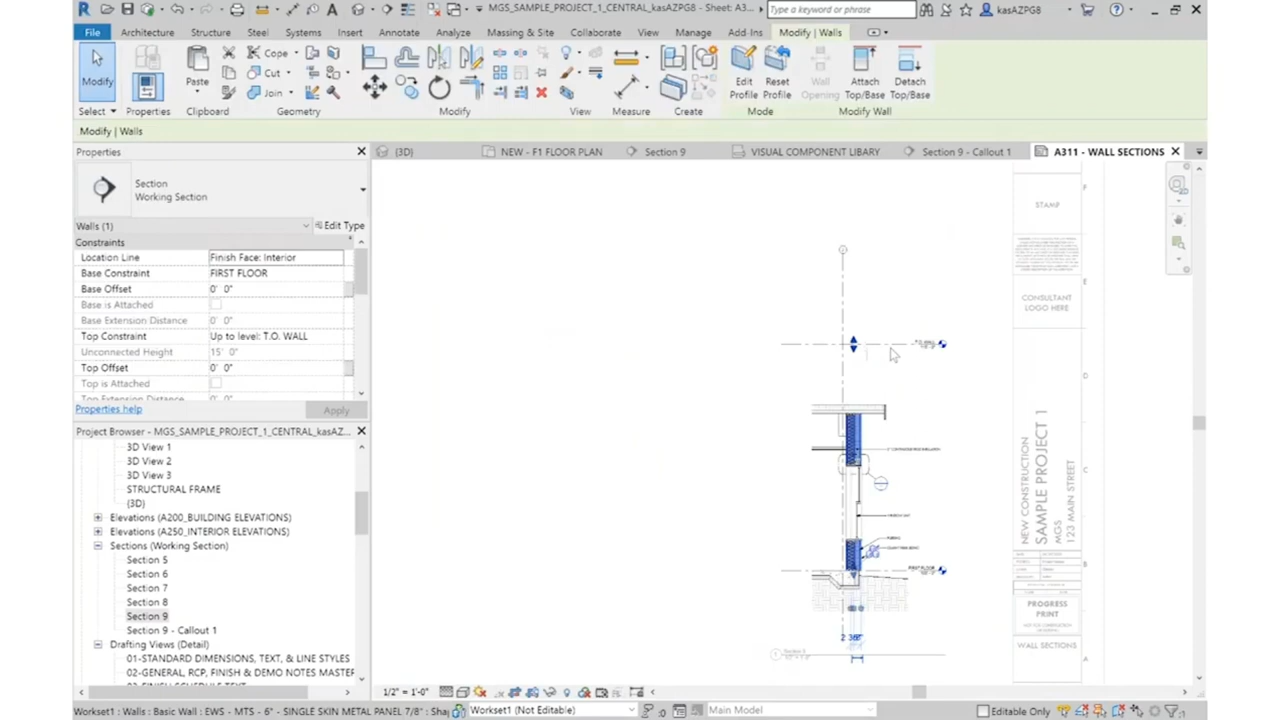 MGS_SAMPLE_PROJECT_1_CENTRAL_kasAZPG8 - Sheet: A3...
Type a keyword or phrase
kasAZPG8
File Architecture Structure Steel Systems Insert Annotate Analyze Massing & Site Collaborate View Manage Add-Ins Modify | Walls
Modify
Paste
Cope
Cut
Join
Edit Profile
Reset Profile
Wall Opening
Attach Top/Base
Detach Top/Base
Select Properties Clipboard Geometry Modify View Measure Create Mode Modify Wall
Modify | Walls
Properties
{3D} NEW - F1 FLOOR PLAN Section 9 VISUAL COMPONENT LIBARY Section 9 - Callout 1 A311 - WALL SECTIONS
Section
Working Section
Walls (1) Edit Type
Constraints
Location Line Finish Face: Interior
Base Constraint FIRST FLOOR
Base Offset 0' 0"
Base is Attached
Base Extension Distance 0' 0"
Top Constraint Up to level: T.O. WALL
Unconnected Height 15' 0"
Top Offset 0' 0"
Top is Attached
Top Extension Distance 0' 0"
Properties help Apply
Project Browser - MGS_SAMPLE_PROJECT_1_CENTRAL_kasAZ...
3D View 1
3D View 2
3D View 3
STRUCTURAL FRAME
{3D}
Elevations (A200_BUILDING ELEVATIONS)
Elevations (A250_INTERIOR ELEVATIONS)
Sections (Working Section)
Section 5
Section 6
Section 7
Section 8
Section 9
Section 9 - Callout 1
Drafting Views (Detail)
01-STANDARD DIMENSIONS, TEXT, & LINE STYLES
02-GENERAL, RCP, FINISH & DEMO NOTES MASTER
STAMP
CONSULTANT
LOGO HERE
NEW CONSTRUCTION
SAMPLE PROJECT 1
MGS
123 MAIN STREET
PROGRESS
PRINT
WALL SECTIONS
F
E
D
C
B
A
FIRST FLOOR
1/2" = 1'-0"
Workset1 : Walls : Basic Wall : EWS - MTS - 6" - SINGLE SKIN METAL PANEL 7/8" : Shap
Workset1 (Not Editable)
:0
Main Model
Editable Only